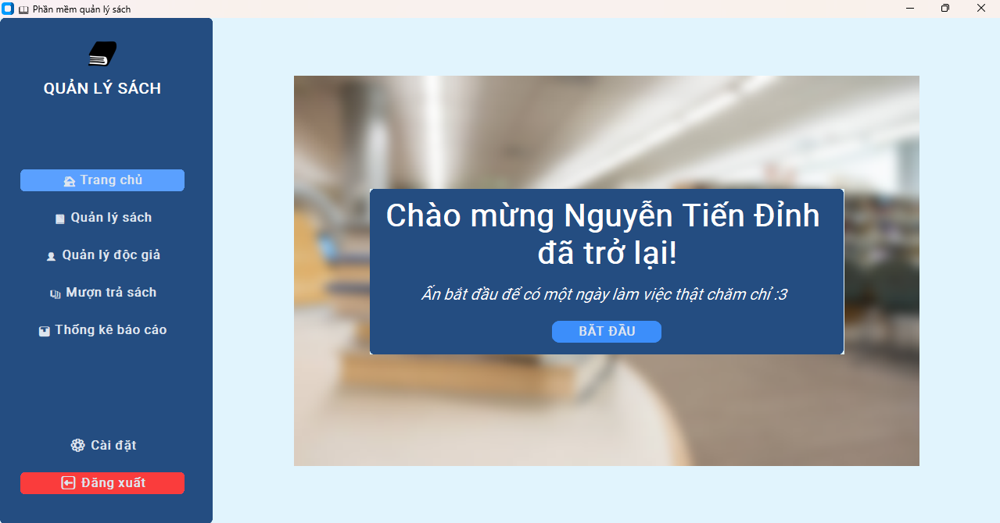 Phần mềm quản lý sách
QUẢN LÝ SÁCH
Trang chủ
Quản lý sách
Quản lý độc giả
Mượn trả sách
Thống kê báo cáo
Cài đặt
Đăng xuất
Chào mừng Nguyễn Tiến Đỉnh
đã trở lại!
Ấn bắt đầu để có một ngày làm việc thật chăm chỉ :3
BẮT ĐẦU